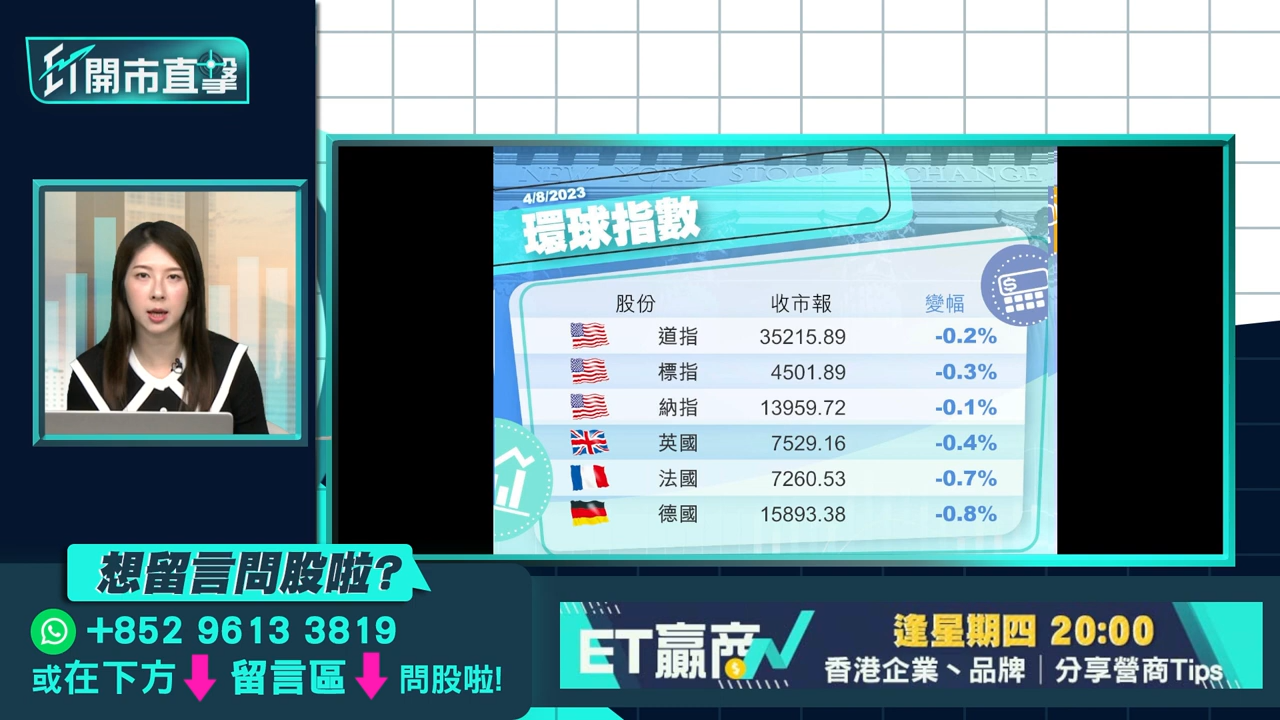 ET開市直擊
NEW YORK STOCK EXCHANGE
4/8/2023
環球指數
股份 收市報 變幅
道指 35215.89 -0.2%
標指 4501.89 -0.3%
納指 13959.72 -0.1%
英國 7529.16 -0.4%
法國 7260.53 -0.7%
德國 15893.38 -0.8%
想留言問股啦?
+852 9613 3819
或在下方 留言區 問股啦!
ET贏商
逢星期四 20:00
香港企業、品牌｜分享營商Tips